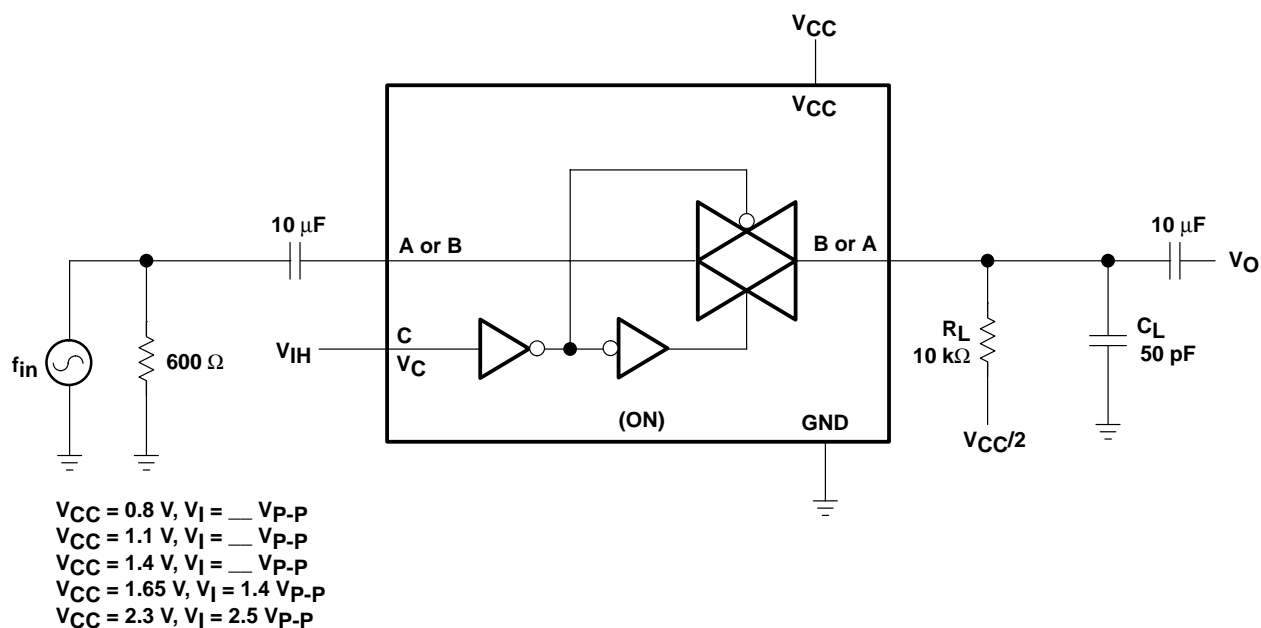 VCC
VCC
10 μF
A or B
B or A
10 μF
VO
fin
600 Ω
VIH
C
VC
RL
10 kΩ
CL
50 pF
(ON)
GND
VCC/2
VCC = 0.8 V, VI = __ VP-P
VCC = 1.1 V, VI = __ VP-P
VCC = 1.4 V, VI = __ VP-P
VCC = 1.65 V, VI = 1.4 VP-P
VCC = 2.3 V, VI = 2.5 VP-P